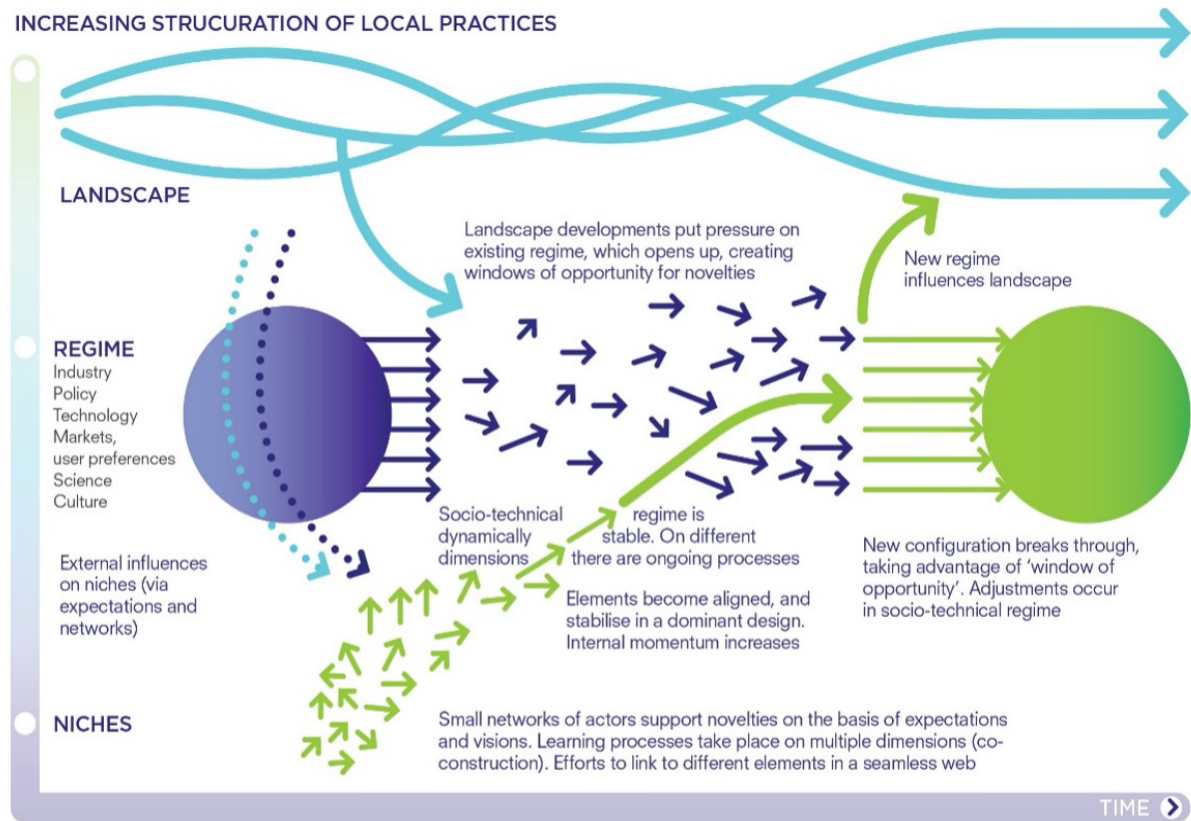 INCREASING STRUCURATION OF LOCAL PRACTICES
LANDSCAPE
Landscape developments put pressure on
existing regime, which opens up, creating
windows of opportunity for novelties
New regime
influences landscape
REGIME
Industry
Policy
Technology
Markets,
user preferences
Science
Culture
Socio-technical regime is
dynamically stable. On different
dimensions there are ongoing processes
External influences
on niches (via
expectations and
networks)
Elements become aligned, and
stabilise in a dominant design.
Internal momentum increases
New configuration breaks through,
taking advantage of ‘window of
opportunity’. Adjustments occur
in socio-technical regime
NICHES
Small networks of actors support novelties on the basis of expectations
and visions. Learning processes take place on multiple dimensions (co-
construction). Efforts to link to different elements in a seamless web
TIME